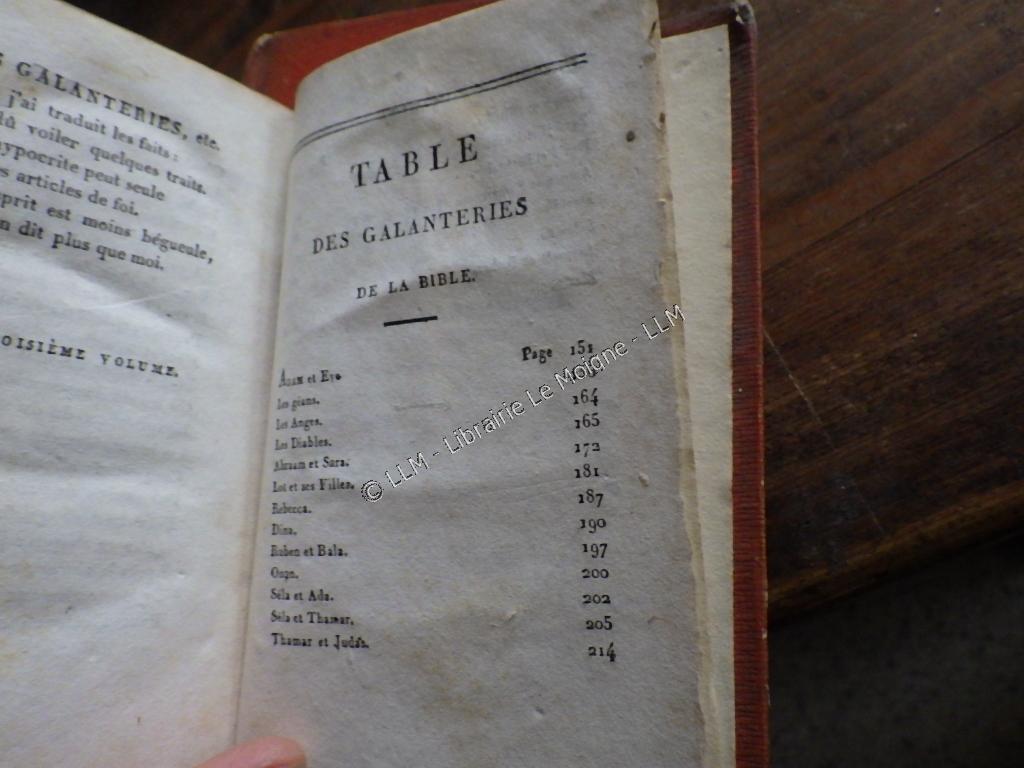 S GALANTERIES, etc.
j'ai traduit les faits:
dû voiler quelques traits.
hypocrite peut seule
es articles de foi.
prit est moins bégueule,
n dit plus que moi.
OISIÈME VOLUME.
TABLE
DES GALANTERIES
DE LA BIBLE.
Adam et Eve Page 151
Les géans. 164
Les Anges. 165
Les Diables. 172
Abraam et Sara. 181
Lot et ses Filles. 187
Rebecca. 190
Dina. 197
Ruben et Bala. 200
Onan. 202
Séla et Ada. 205
Séla et Thamar. 214
Thamar et Judah.
© LLM - Librairie Le Moigne - LLM